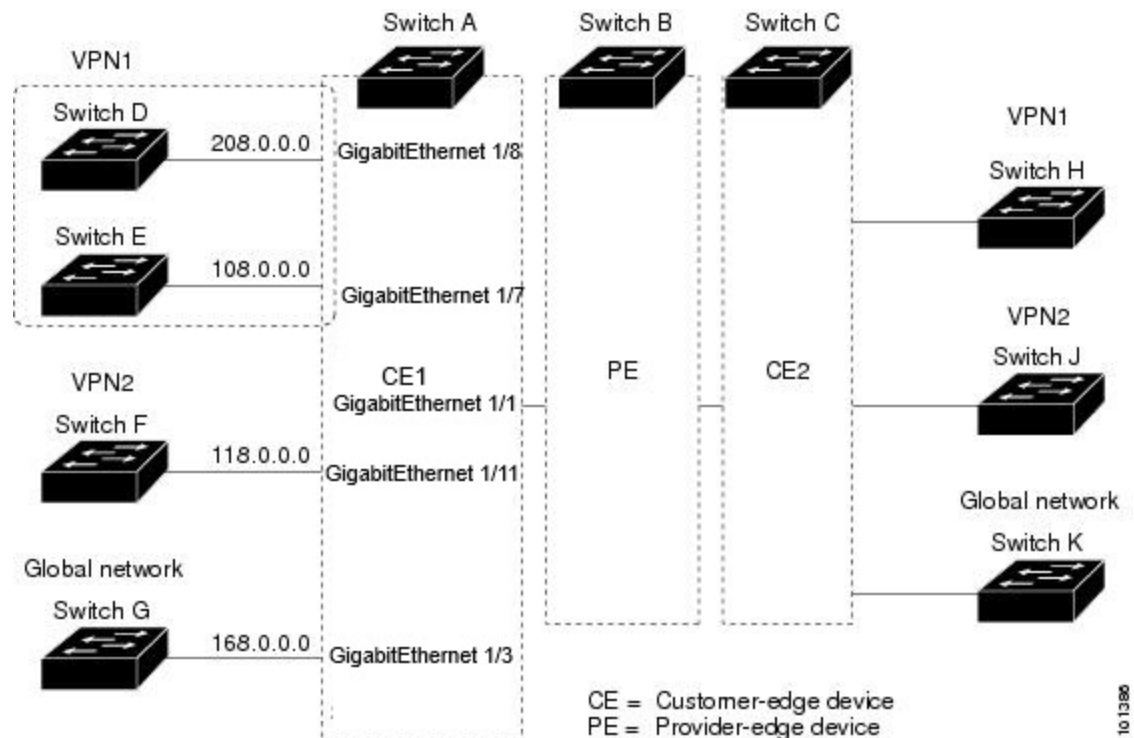 Switch A
Switch B
Switch C
VPN1
Switch D
208.0.0.0
GigabitEthernet 1/8
VPN1
Switch H
Switch E
108.0.0.0
GigabitEthernet 1/7
VPN2
Switch J
VPN2
CE1
PE
CE2
GigabitEthernet 1/1
Switch F
118.0.0.0
GigabitEthernet 1/11
Global network
Switch K
Global network
Switch G
168.0.0.0
GigabitEthernet 1/3
CE = Customer-edge device
PE = Provider-edge device
101386